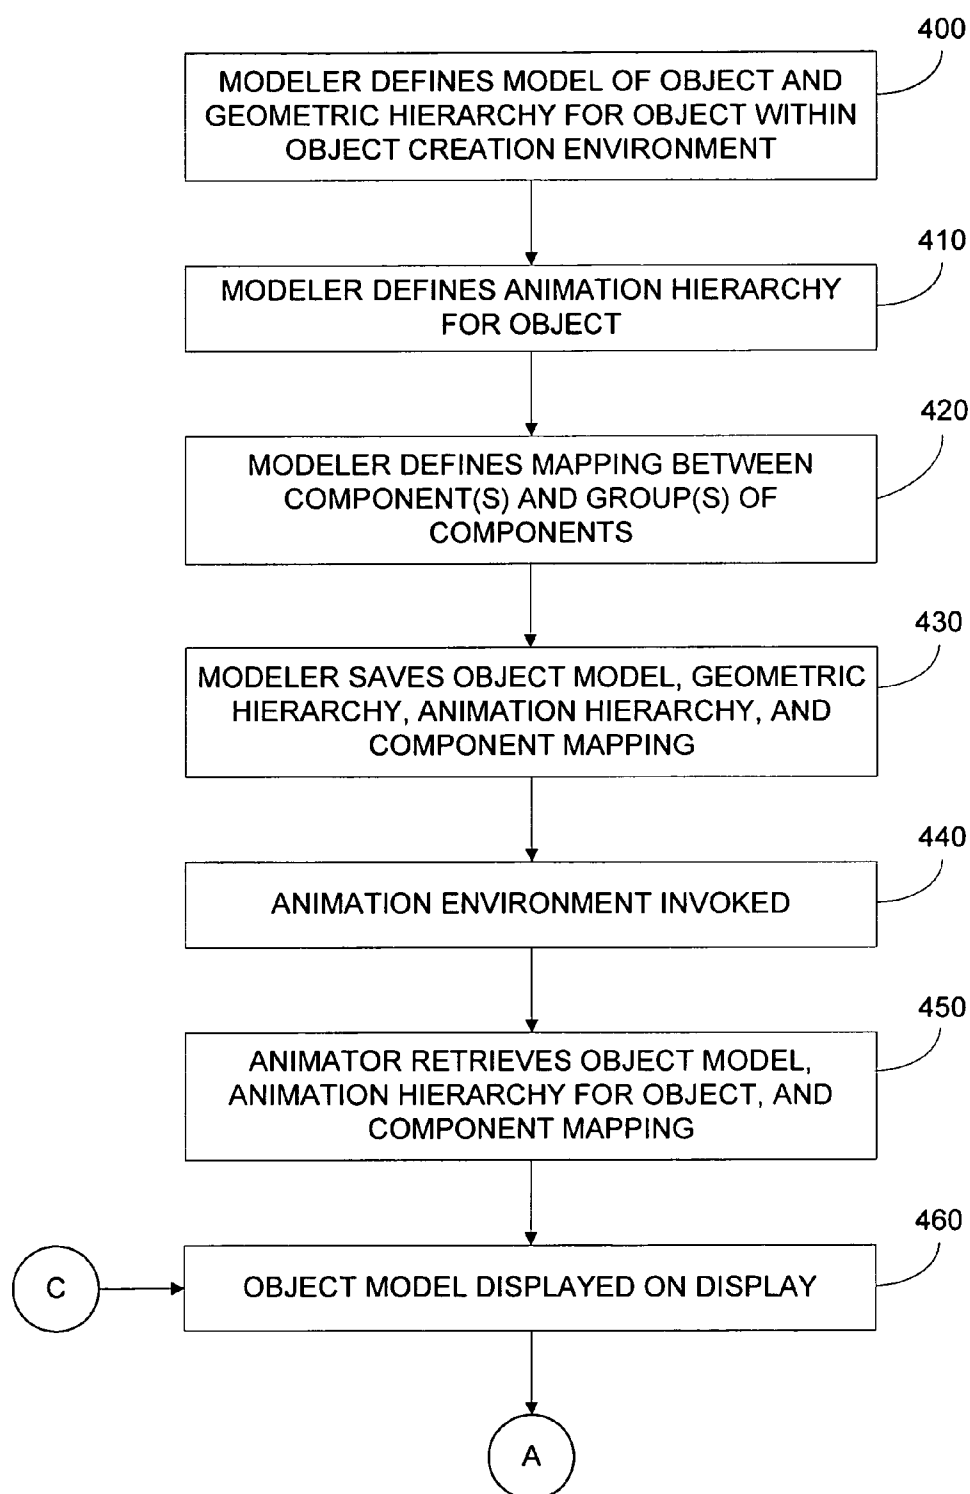 400
MODELER DEFINES MODEL OF OBJECT AND
GEOMETRIC HIERARCHY FOR OBJECT WITHIN
OBJECT CREATION ENVIRONMENT
410
MODELER DEFINES ANIMATION HIERARCHY
FOR OBJECT
420
MODELER DEFINES MAPPING BETWEEN
COMPONENT(S) AND GROUP(S) OF
COMPONENTS
430
MODELER SAVES OBJECT MODEL, GEOMETRIC
HIERARCHY, ANIMATION HIERARCHY, AND
COMPONENT MAPPING
440
ANIMATION ENVIRONMENT INVOKED
450
ANIMATOR RETRIEVES OBJECT MODEL,
ANIMATION HIERARCHY FOR OBJECT, AND
COMPONENT MAPPING
460
C
OBJECT MODEL DISPLAYED ON DISPLAY
A